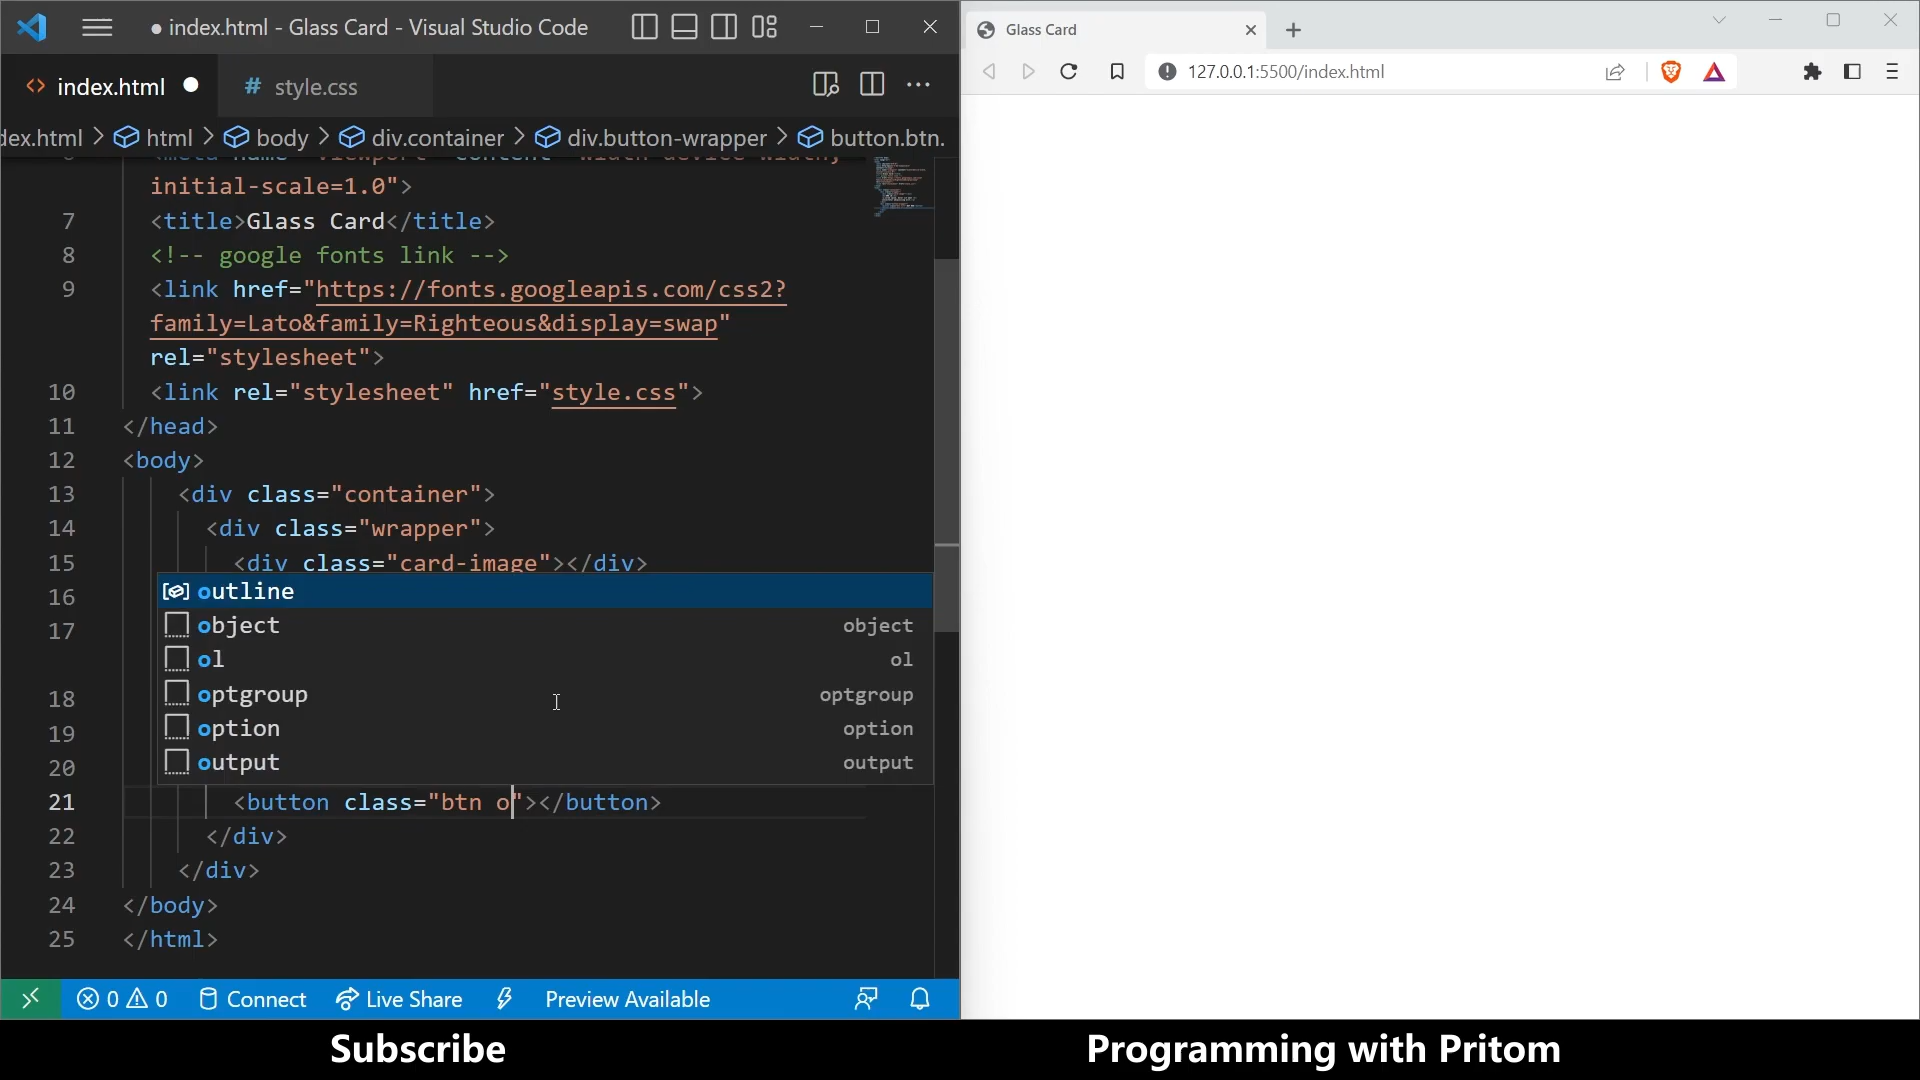 index.html - Glass Card - Visual Studio Code
index.html
# style.css
dex.html > html > body > div.container > div.button-wrapper > button.btn.
initial-scale=1.0">
7 <title>Glass Card</title>
8 <!-- google fonts link -->
9 <link href="https://fonts.googleapis.com/css2?
family=Lato&family=Righteous&display=swap"
rel="stylesheet">
10 <link rel="stylesheet" href="style.css">
11 </head>
12 <body>
13 <div class="container">
14 <div class="wrapper">
15 <div class="card-image"></div>
16
17
18
19
20
outline
object object
ol ol
optgroup optgroup
option option
output output
21 <button class="btn o"></button>
22 </div>
23 </div>
24 </body>
25 </html>
0 0 Connect Live Share Preview Available
Glass Card
127.0.0.1:5500/index.html
Subscribe
Programming with Pritom